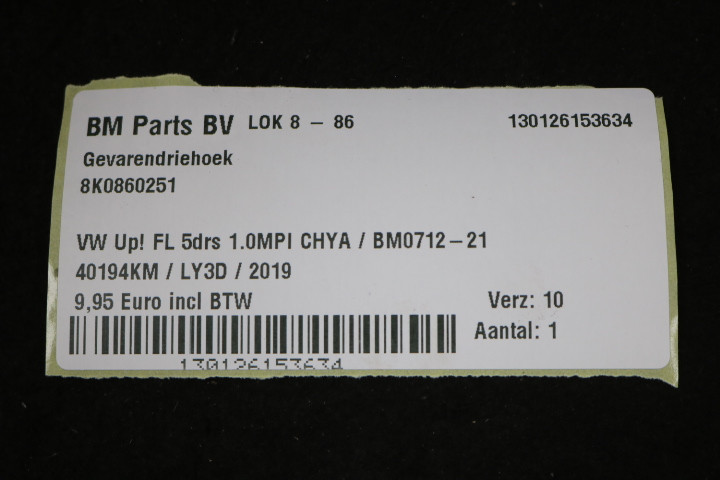 BM Parts BV LOK 8 - 86 130126153634
Gevarendriehoek
8K0860251
VW Up! FL 5drs 1.0MPI CHYA / BM0712-21
40194KM / LY3D / 2019
9,95 Euro incl BTW Verz: 10
Aantal: 1
130126153634